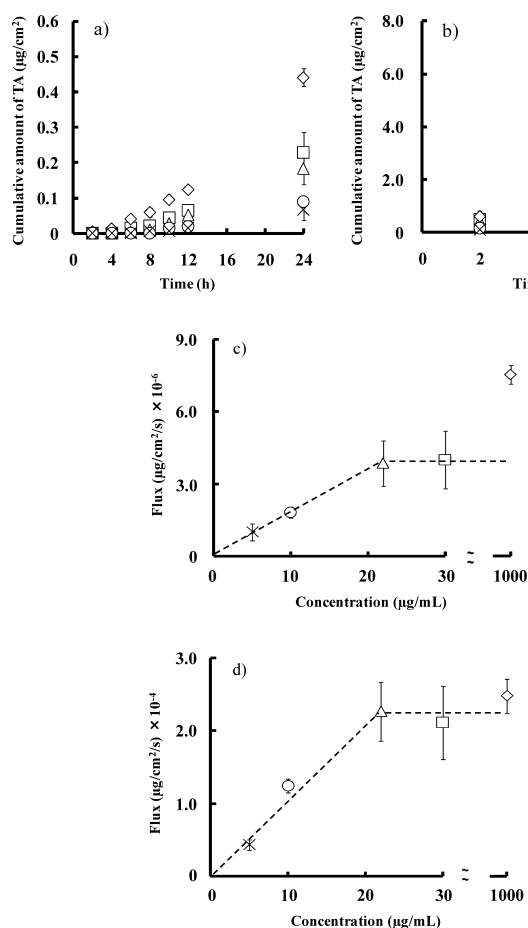 a)
Cumulative amount of TA (μg/cm²)
0.6
0.5
0.4
0.3
0.2
0.1
0
0 4 8 12 16 20 24
Time (h)
b)
Cumulative amount of TA (μg/cm²)
8.0
6.0
4.0
2.0
0
0 2
c)
Flux (μg/cm²/s) × 10⁻⁶
9.0
6.0
3.0
0
0 10 20 30 ~ ~ 1000
Concentration (μg/mL)
d)
Flux (μg/cm²/s) × 10⁻⁴
3.0
2.0
1.0
0
0 10 20 30 ~ ~ 1000
Concentration (μg/mL)